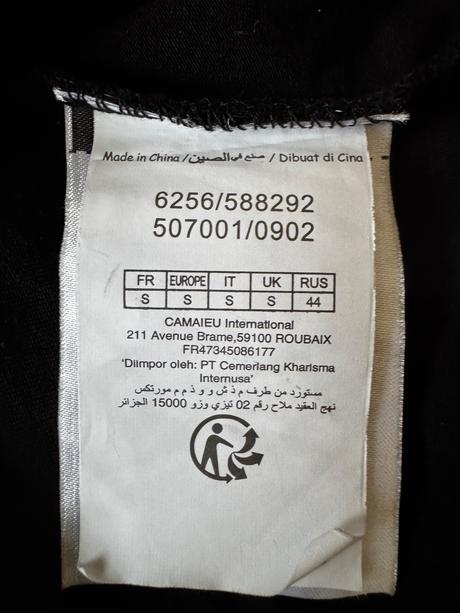 Made in China / صنع في الصين / Dibuat di Cina
6256/588292
507001/0902
FR EUROPE IT UK RUS
S S S S 44
CAMAIEU International
211 Avenue Brame,59100 ROUBAIX
FR47345086177
‘Diimpor oleh: PT Cemerlang Kharisma
Internusa’
مستورد من طرف م ذ ش و و ذ م م مورتكس
نهج العقيد ملاح رقم 02 تيزي وزو 15000 الجزائر